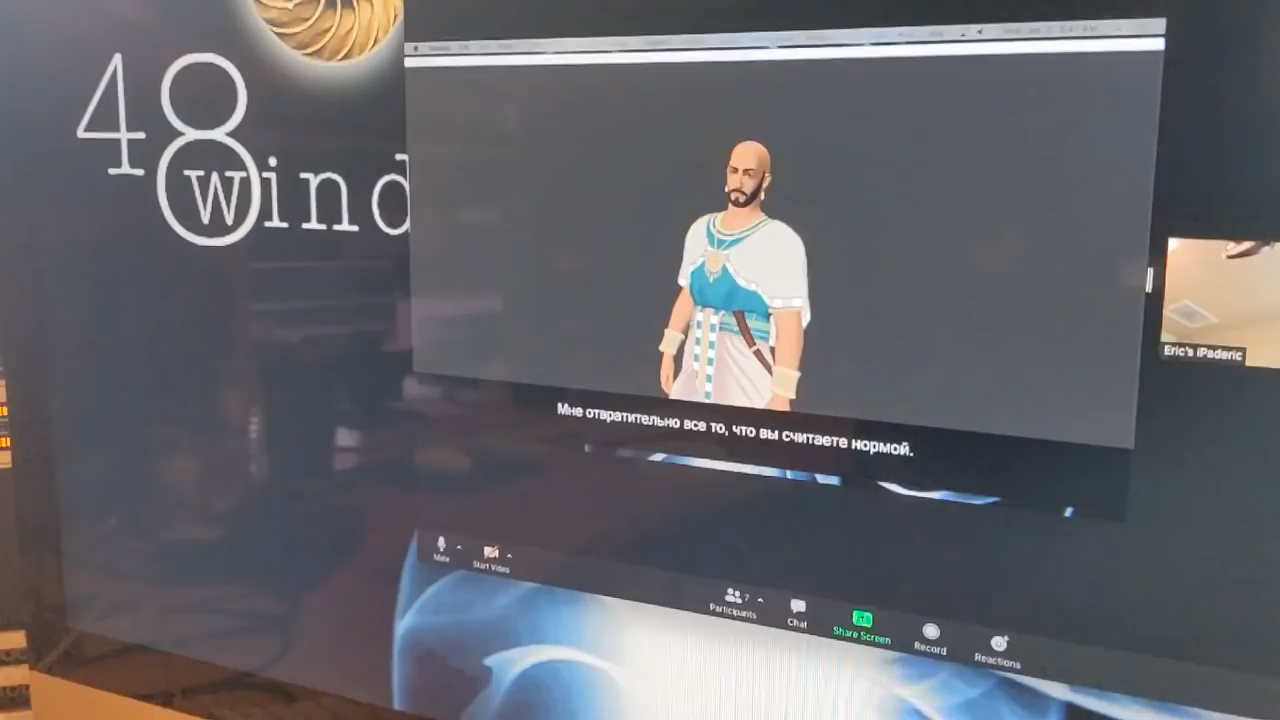 48
wind
Eric's iPaderic
Мне отвратительно все то, что вы считаете нормой.
Mute
Start Video
7
Participants
Chat
Share Screen
Record
Reactions